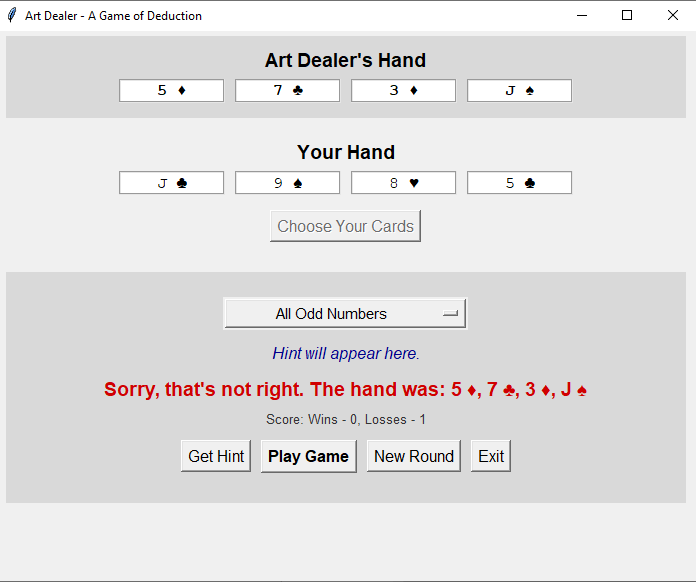 Art Dealer - A Game of Deduction
Art Dealer's Hand
5 ♦ 7 ♣ 3 ♦ J ♠
Your Hand
J ♣ 9 ♠ 8 ♥ 5 ♣
Choose Your Cards
All Odd Numbers
Hint will appear here.
Sorry, that's not right. The hand was: 5 ♦, 7 ♣, 3 ♦, J ♠
Score: Wins - 0, Losses - 1
Get Hint Play Game New Round Exit